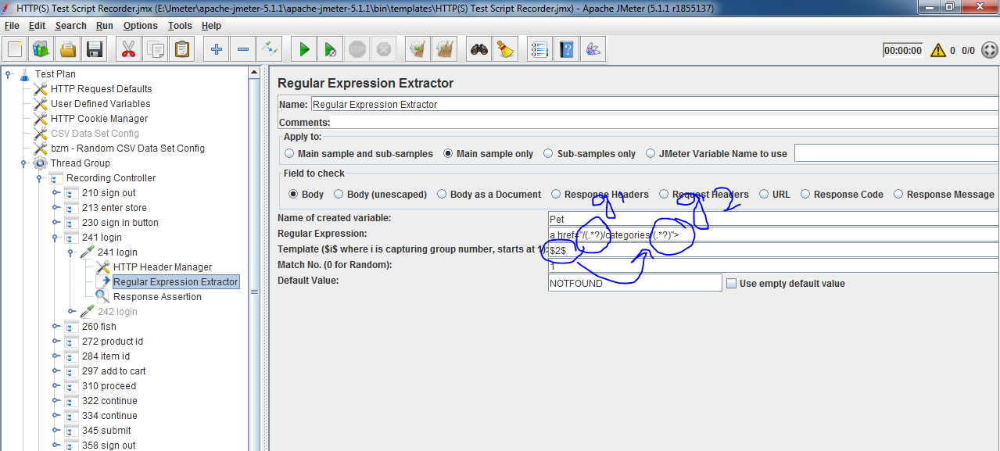 HTTP(S) Test Script Recorder.jmx (E:\Jmeter\apache-jmeter-5.1.1\apache-jmeter-5.1.1\bin\templates\HTTP(S) Test Script Recorder.jmx) - Apache JMeter (5.1.1 r1855137)
File Edit Search Run Options Tools Help
STOP
00:00:00 0 0/0
Test Plan
HTTP Request Defaults
User Defined Variables
HTTP Cookie Manager
CSV Data Set Config
bzm - Random CSV Data Set Config
Thread Group
Recording Controller
210 sign out
213 enter store
230 sign in button
241 login
241 login
HTTP Header Manager
Regular Expression Extractor
Response Assertion
242 login
260 fish
272 product id
284 item id
297 add to cart
310 proceed
322 continue
334 continue
345 submit
358 sign out
Regular Expression Extractor
Name: Regular Expression Extractor
Comments:
Apply to:
Main sample and sub-samples Main sample only Sub-samples only JMeter Variable Name to use
Field to check
Body Body (unescaped) Body as a Document Response Headers Request Headers URL Response Code Response Message
g1 g2
Name of created variable: Pet
Regular Expression: a href="/(.*?)/categories/(.*?)">
Template ($i$ where i is capturing group number, starts at 1): $2$
Match No. (0 for Random): 1
Default Value: NOTFOUND Use empty default value